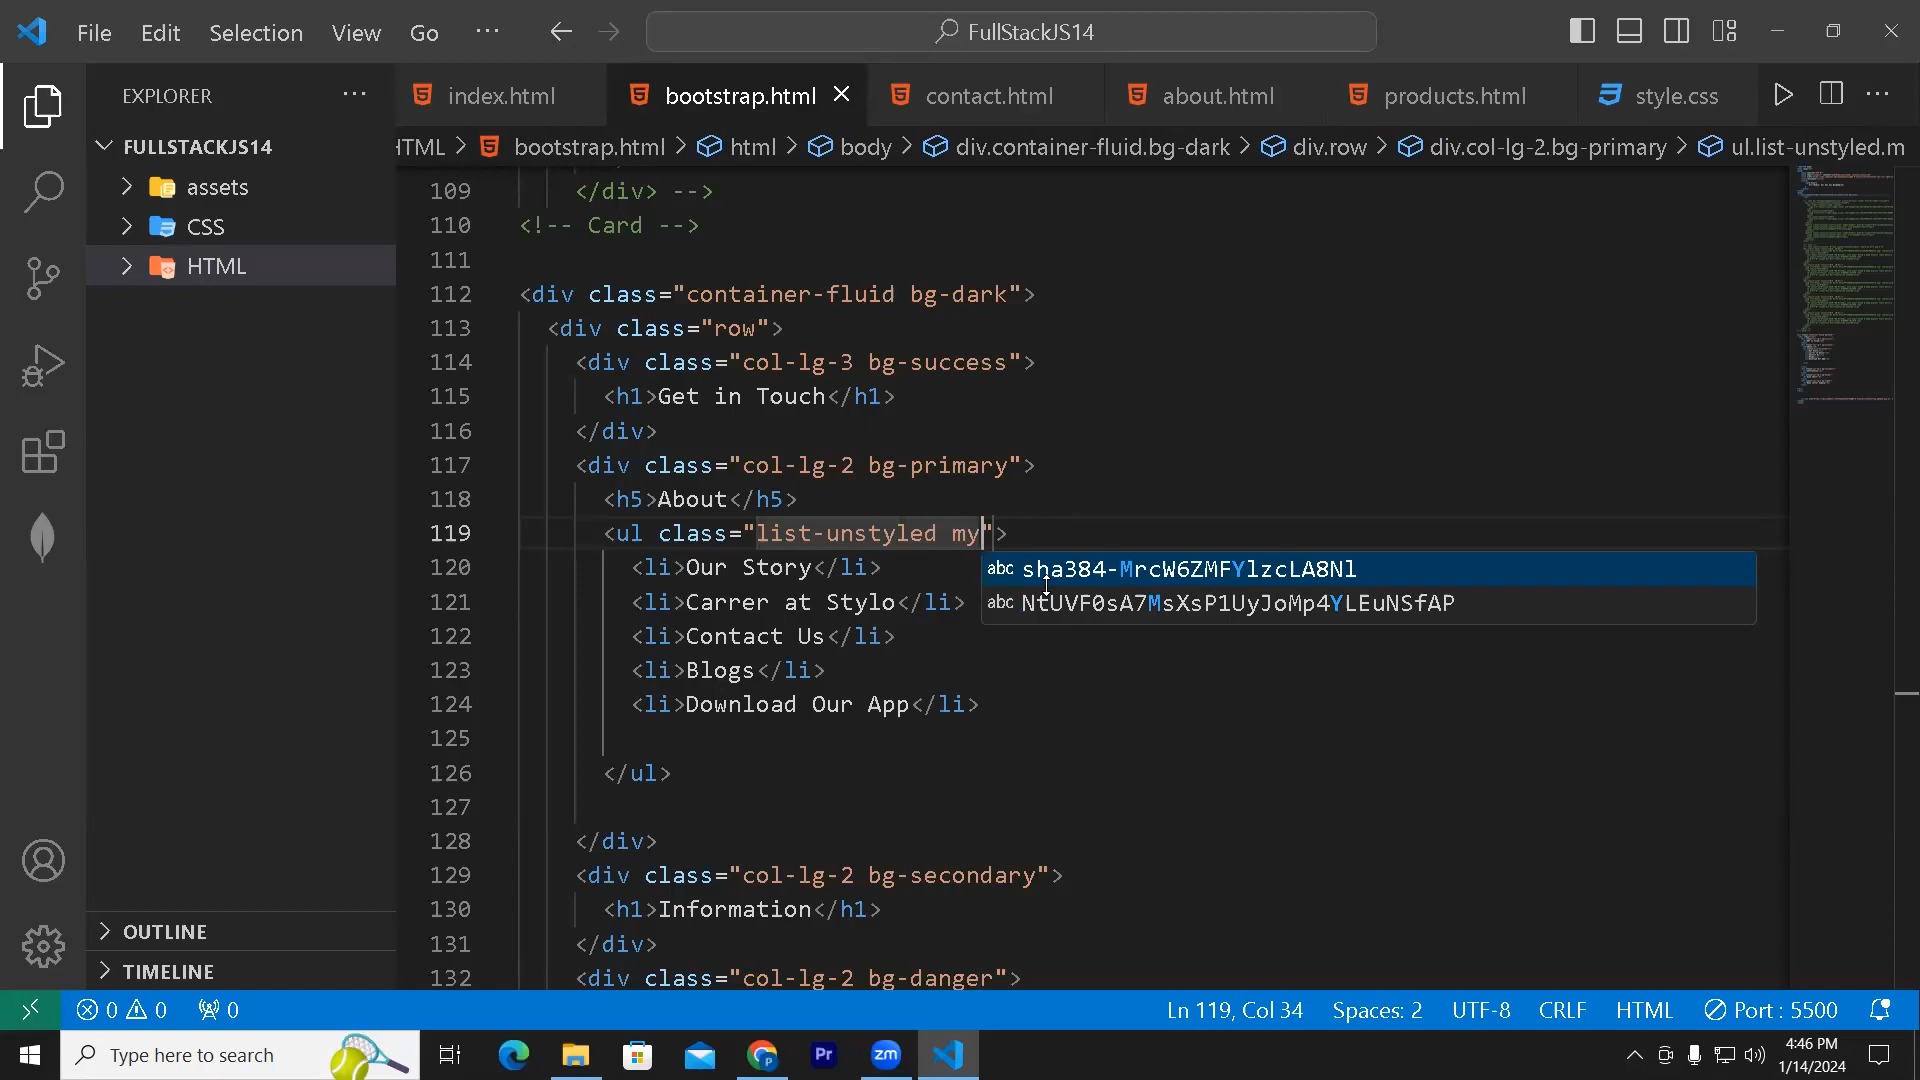 File Edit Selection View Go ··· FullStackJS14
EXPLORER ···
index.html bootstrap.html contact.html about.html products.html style.css ···
HTML > bootstrap.html > html > body > div.container-fluid.bg-dark > div.row > div.col-lg-2.bg-primary > ul.list-unstyled.m
FULLSTACKJS14
assets
CSS
HTML
OUTLINE
TIMELINE
109 </div> -->
110 <!-- Card -->
111
112 <div class="container-fluid bg-dark">
113 <div class="row">
114 <div class="col-lg-3 bg-success">
115 <h1>Get in Touch</h1>
116 </div>
117 <div class="col-lg-2 bg-primary">
118 <h5>About</h5>
119 <ul class="list-unstyled my">
120 <li>Our Story</li>
121 <li>Carrer at Stylo</li>
122 <li>Contact Us</li>
123 <li>Blogs</li>
124 <li>Download Our App</li>
125
126 </ul>
127
128 </div>
129 <div class="col-lg-2 bg-secondary">
130 <h1>Information</h1>
131 </div>
132 <div class="col-lg-2 bg-danger">
abc sha384-MrcW6ZMFYlzcLA8Nl
abc NtUVF0sA7MsXsP1UyJoMp4YLEuNSfAP
0 0 0 Ln 119, Col 34 Spaces: 2 UTF-8 CRLF HTML Port : 5500
Type here to search Pr zm 4:46 PM
1/14/2024